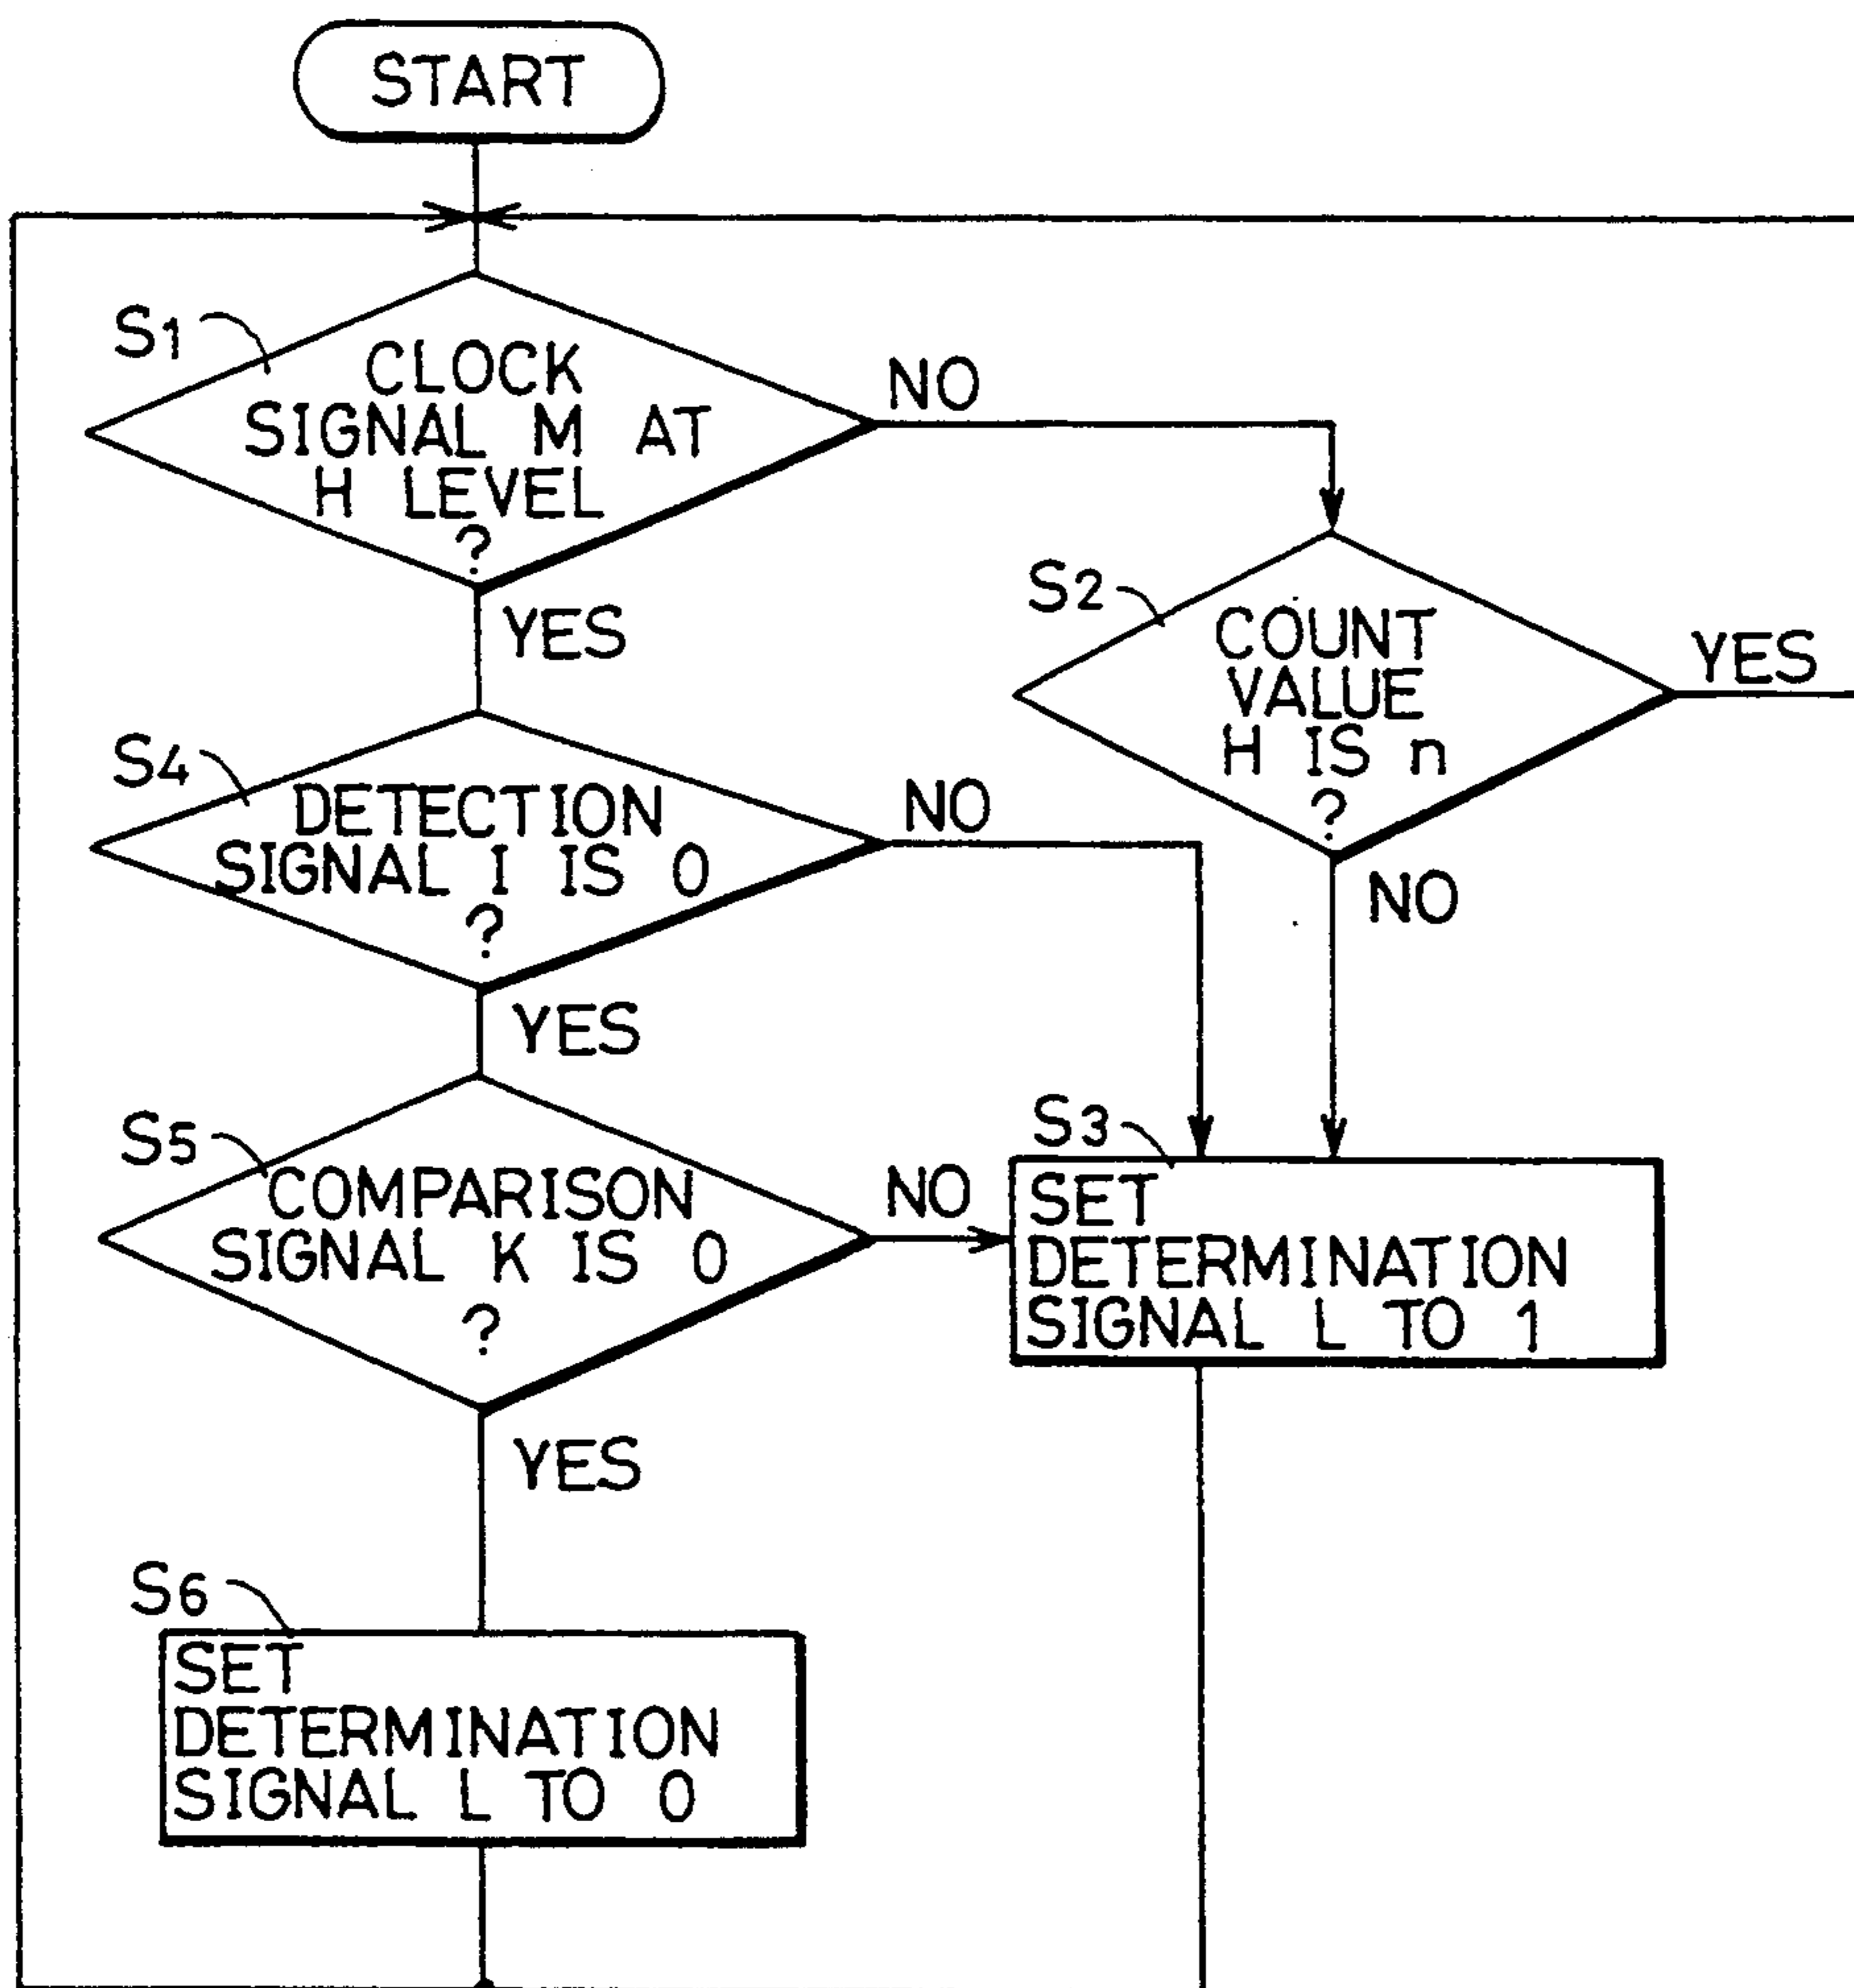 START
S1
CLOCK
SIGNAL M AT
H LEVEL
?
NO
YES
S2
COUNT
VALUE
H IS n
?
YES
NO
S4
DETECTION
SIGNAL I IS 0
?
NO
YES
S5
COMPARISON
SIGNAL K IS 0
?
NO
YES
S3
SET
DETERMINATION
SIGNAL L TO 1
S6
SET
DETERMINATION
SIGNAL L TO 0